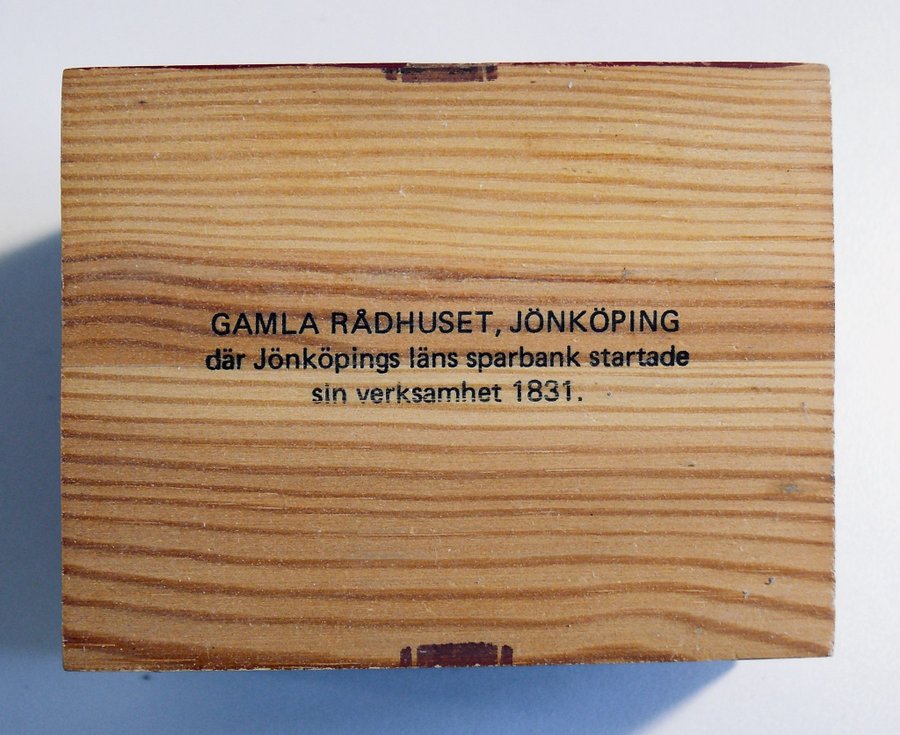 GAMLA RÅDHUSET, JÖNKÖPING
där Jönköpings läns sparbank startade
sin verksamhet 1831.